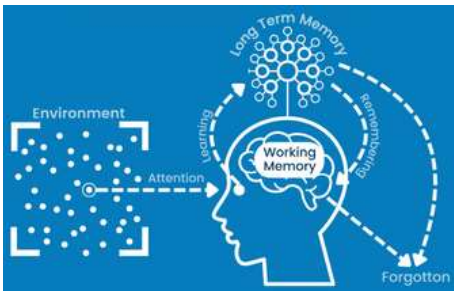 Long Term Memory
Environment
Learning
Remembering
Working
Memory
Attention
Forgotton